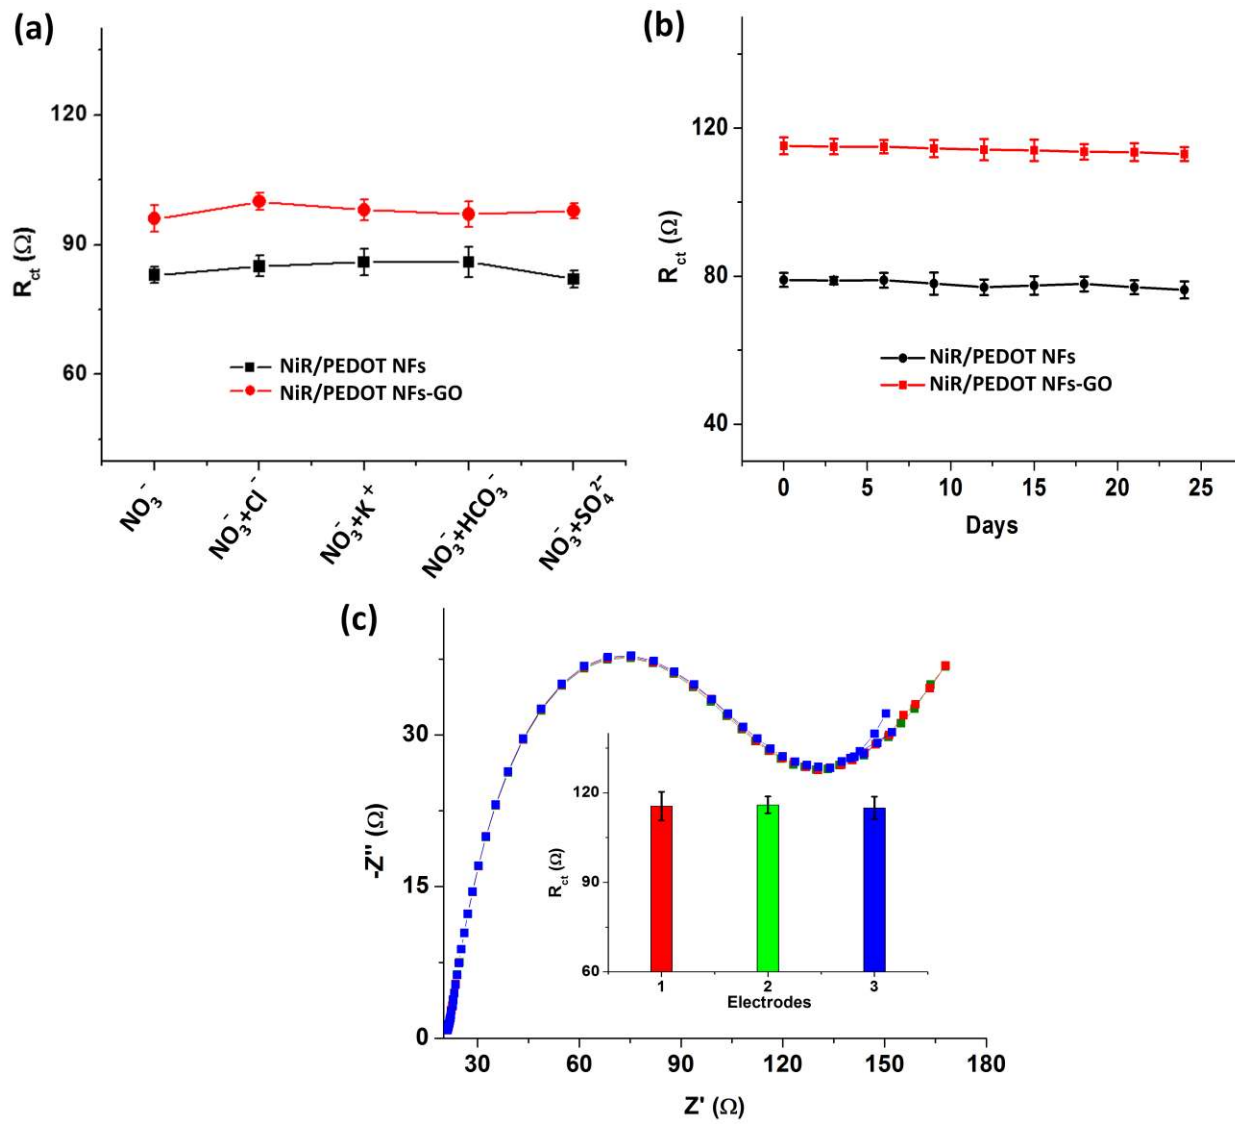 (a)
120
90
60
R_ct (Ω)
NiR/PEDOT NFs
NiR/PEDOT NFs-GO
NO₃⁻
NO₃⁻+Cl⁻
NO₃⁻+K⁺
NO₃⁻+HCO₃⁻
NO₃⁻+SO₄²⁻
(b)
120
80
40
R_ct (Ω)
NiR/PEDOT NFs
NiR/PEDOT NFs-GO
0 5 10 15 20 25
Days
(c)
30
15
0
-Z'' (Ω)
120
90
60
R_ct (Ω)
1 2 3
Electrodes
30 60 90 120 150 180
Z' (Ω)